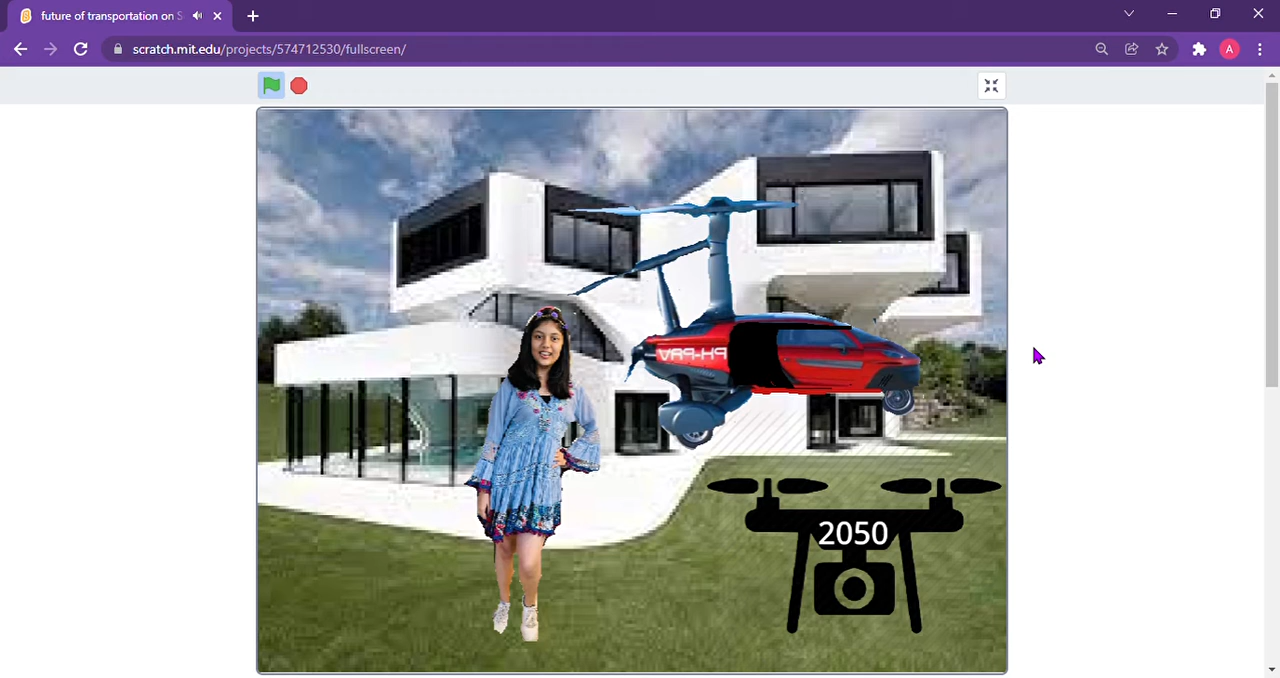 future of transportation on S
scratch.mit.edu/projects/574712530/fullscreen/
A
PH-PAV
2050